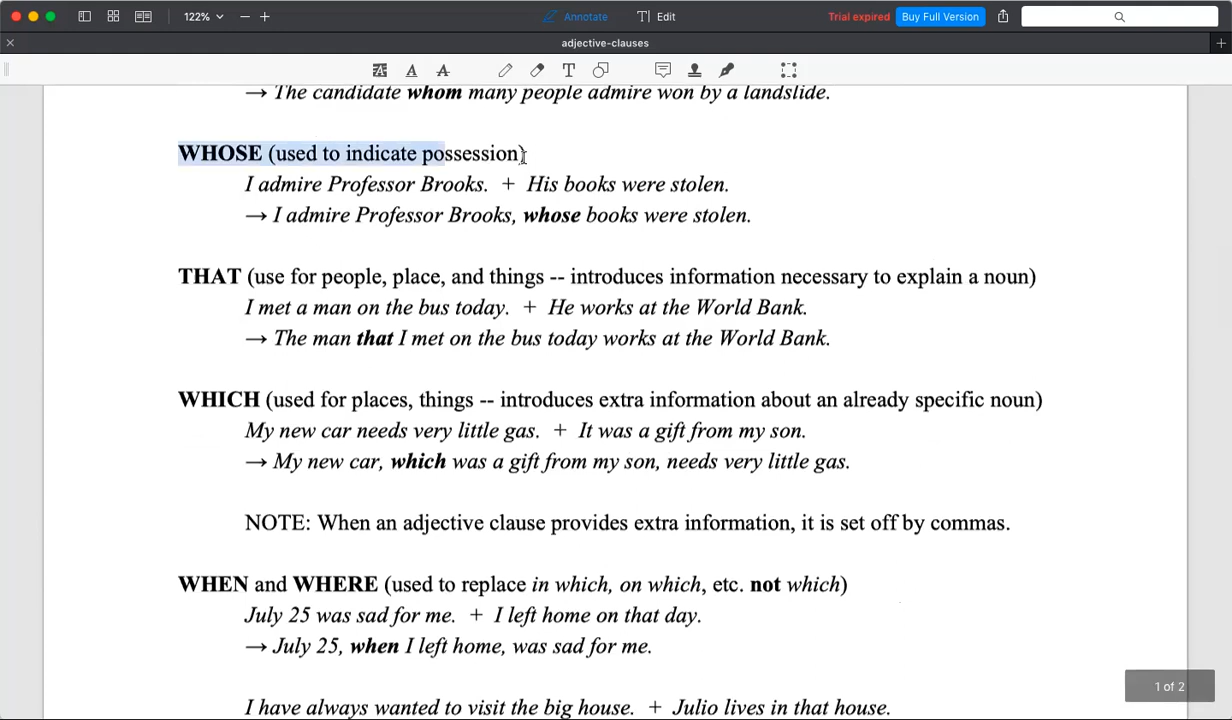 122%
Annotate
Edit
Trial expired
Buy Full Version
adjective-clauses
→ The candidate whom many people admire won by a landslide.
WHOSE (used to indicate possession)
I admire Professor Brooks. + His books were stolen.
→ I admire Professor Brooks, whose books were stolen.
THAT (use for people, place, and things -- introduces information necessary to explain a noun)
I met a man on the bus today. + He works at the World Bank.
→ The man that I met on the bus today works at the World Bank.
WHICH (used for places, things -- introduces extra information about an already specific noun)
My new car needs very little gas. + It was a gift from my son.
→ My new car, which was a gift from my son, needs very little gas.
NOTE: When an adjective clause provides extra information, it is set off by commas.
WHEN and WHERE (used to replace in which, on which, etc. not which)
July 25 was sad for me. + I left home on that day.
→ July 25, when I left home, was sad for me.
1 of 2
I have always wanted to visit the big house. + Julio lives in that house.